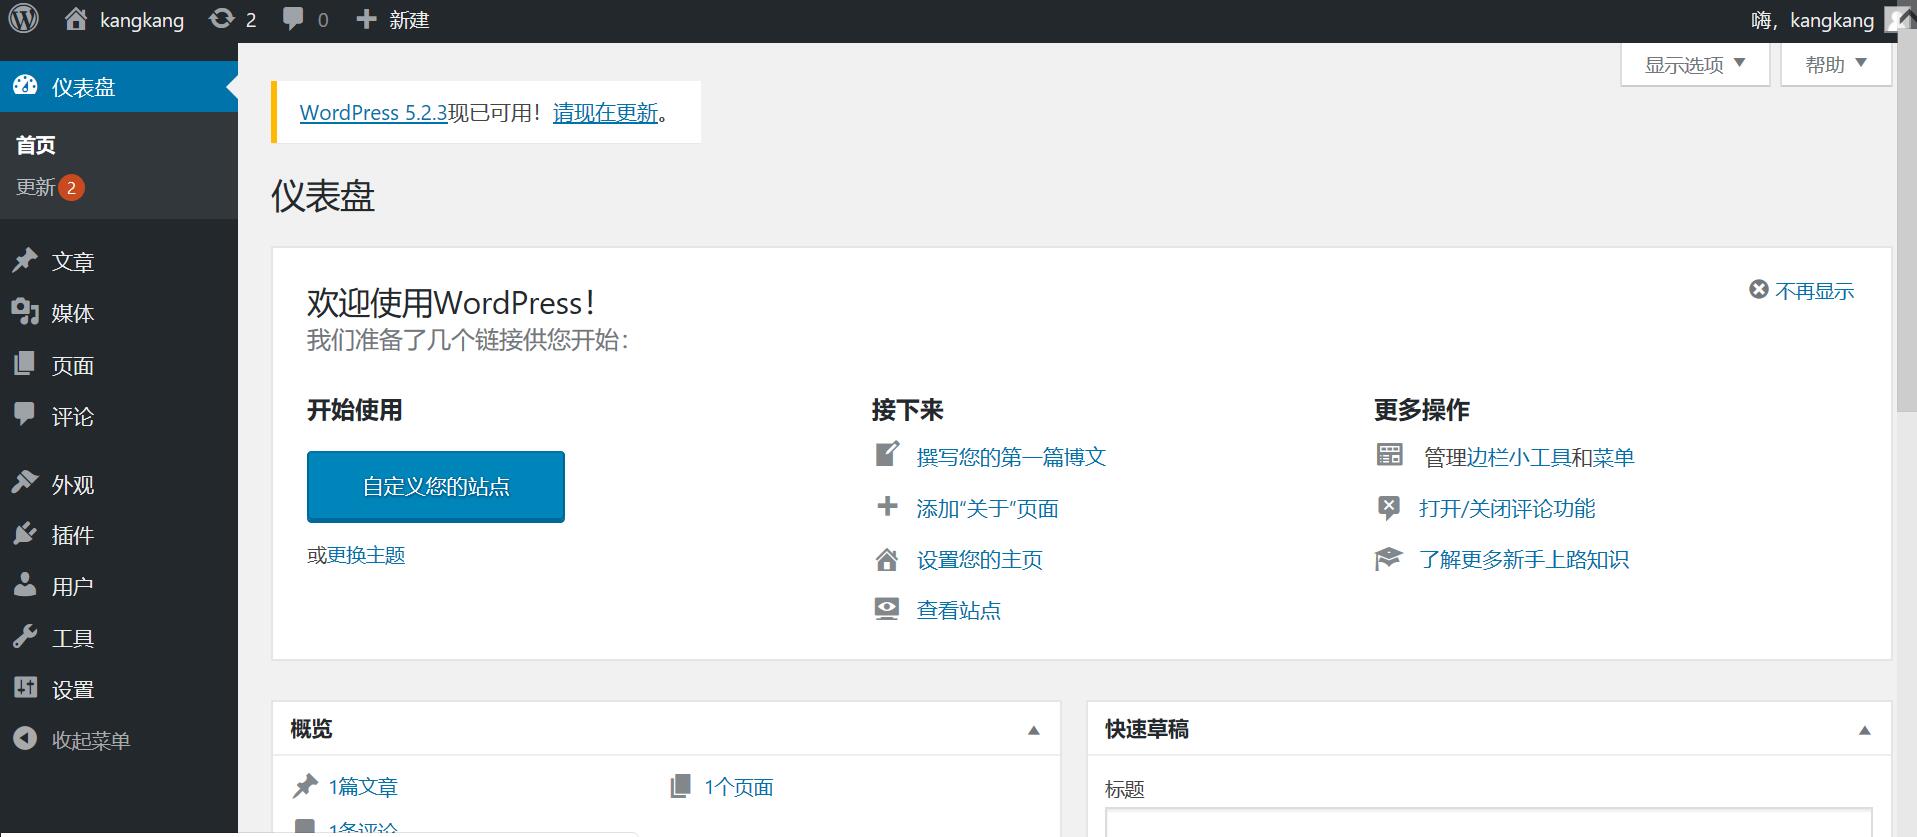 kangkang 2 0 新建 嗨，kangkang
仪表盘
首页
更新 2
文章
媒体
页面
评论
外观
插件
用户
工具
设置
收起菜单
显示选项 帮助
WordPress 5.2.3现已可用！请现在更新。
仪表盘
欢迎使用WordPress！
不再显示
我们准备了几个链接供您开始：
开始使用
自定义您的站点
或更换主题
接下来
撰写您的第一篇博文
添加“关于”页面
设置您的主页
查看站点
更多操作
管理边栏小工具和菜单
打开/关闭评论功能
了解更多新手上路知识
概览
1篇文章 1个页面
1条评论
快速草稿
标题